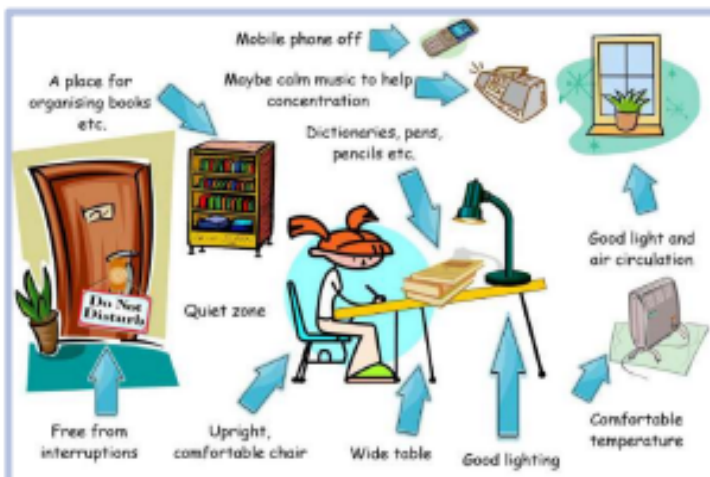 Mobile phone off
A place for
organising books
etc.
Maybe calm music to help
concentration
Dictioneries, pens,
pencils etc.
Good light and
air circulation
Do Not
Disturb
Quiet zone
Free from
interruptions
Upright,
comfortable chair
Wide table
Good lighting
Comfortable
temperature